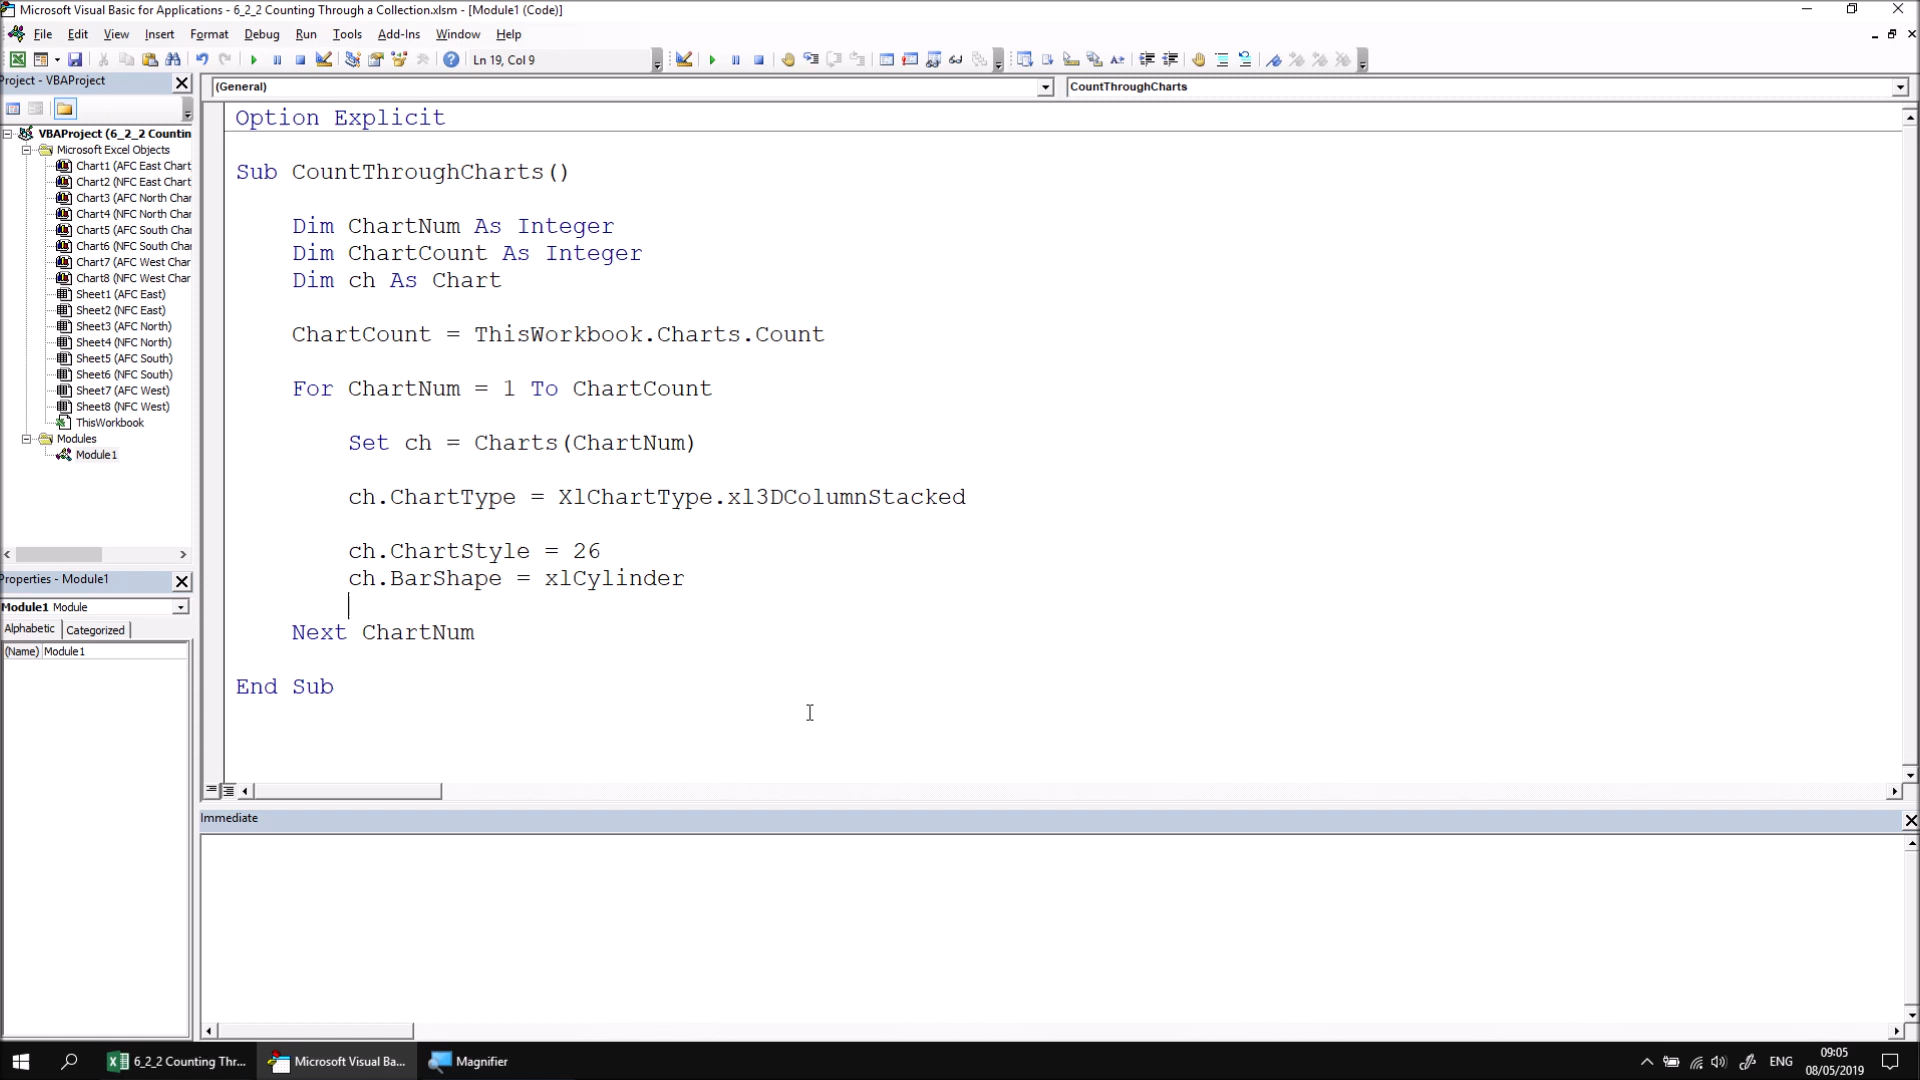 Microsoft Visual Basic for Applications - 6_2_2 Counting Through a Collection.xlsm - [Module1 (Code)]
File Edit View Insert Format Debug Run Tools Add-Ins Window Help
Ln 19, Col 9
Project - VBAProject
(General)
CountThroughCharts
VBAProject (6_2_2 Countin
Microsoft Excel Objects
Chart1 (AFC East Chart
Chart2 (NFC East Chart
Chart3 (AFC North Char
Chart4 (NFC North Char
Chart5 (AFC South Char
Chart6 (NFC South Char
Chart7 (AFC West Char
Chart8 (NFC West Char
Sheet1 (AFC East)
Sheet2 (NFC East)
Sheet3 (AFC North)
Sheet4 (NFC North)
Sheet5 (AFC South)
Sheet6 (NFC South)
Sheet7 (AFC West)
Sheet8 (NFC West)
ThisWorkbook
Modules
Module1
Properties - Module1
Module1 Module
Alphabetic Categorized
(Name) Module1
Option Explicit
Sub CountThroughCharts()
Dim ChartNum As Integer
Dim ChartCount As Integer
Dim ch As Chart
ChartCount = ThisWorkbook.Charts.Count
For ChartNum = 1 To ChartCount
Set ch = Charts(ChartNum)
ch.ChartType = XlChartType.xl3DColumnStacked
ch.ChartStyle = 26
ch.BarShape = xlCylinder
Next ChartNum
End Sub
Immediate
6_2_2 Counting Thr...
Microsoft Visual Ba...
Magnifier
ENG
09:05
08/05/2019